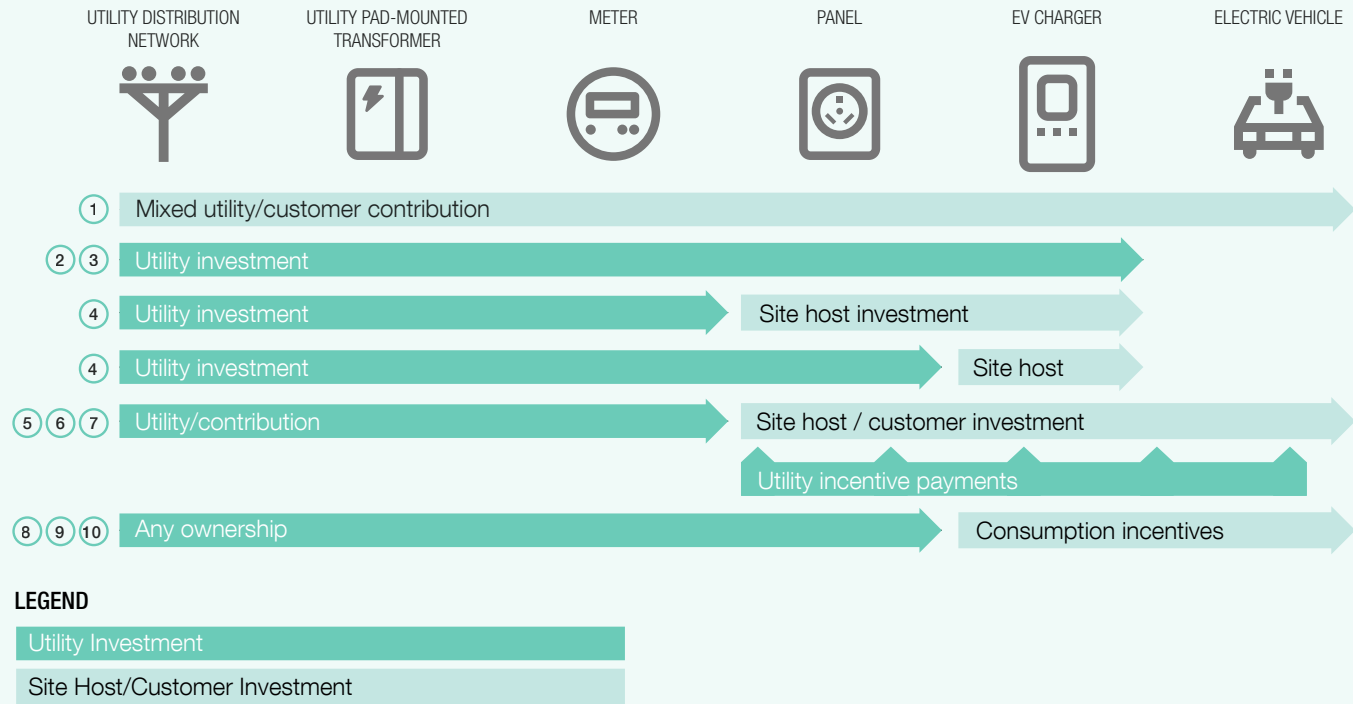 UTILITY DISTRIBUTION
NETWORK
UTILITY PAD-MOUNTED
TRANSFORMER
METER
PANEL
EV CHARGER
ELECTRIC VEHICLE
1 Mixed utility/customer contribution
2 3 Utility investment
4 Utility investment Site host investment
4 Utility investment Site host
5 6 7 Utility/contribution Site host / customer investment
Utility incentive payments
8 9 10 Any ownership Consumption incentives
LEGEND
Utility Investment
Site Host/Customer Investment